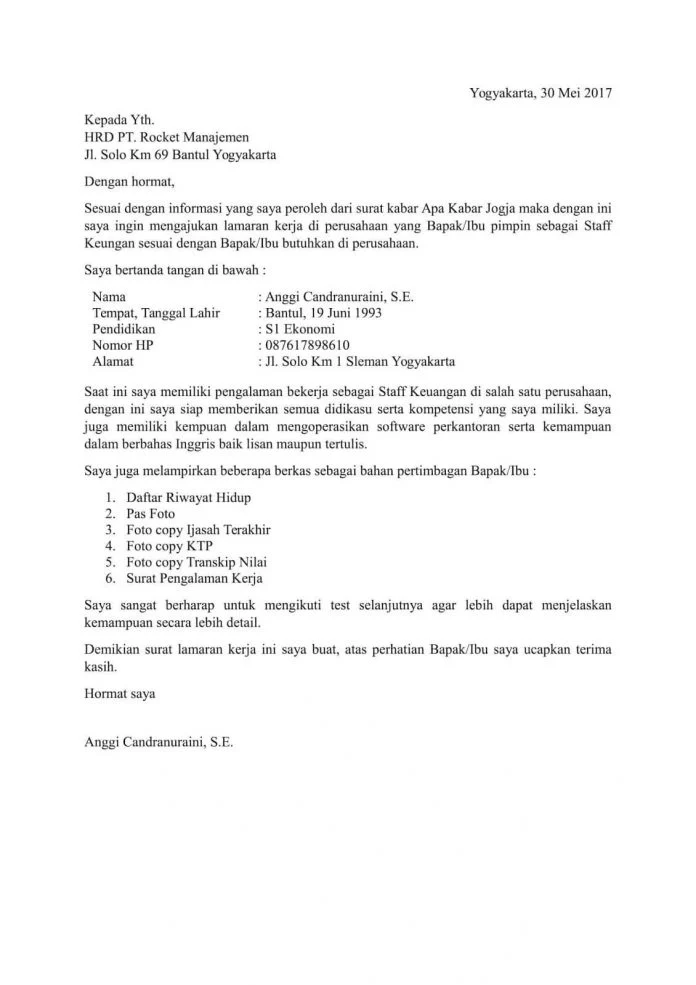 Yogyakarta, 30 Mei 2017
Kepada Yth.
HRD PT. Rocket Manajemen
Jl. Solo Km 69 Bantul Yogyakarta
Dengan hormat,
Sesuai dengan informasi yang saya peroleh dari surat kabar Apa Kabar Jogja maka dengan ini
saya ingin mengajukan lamaran kerja di perusahaan yang Bapak/Ibu pimpin sebagai Staff
Keungan sesuai dengan Bapak/Ibu butuhkan di perusahaan.
Saya bertanda tangan di bawah :
Nama : Anggi Candranuraini, S.E.
Tempat, Tanggal Lahir : Bantul, 19 Juni 1993
Pendidikan : S1 Ekonomi
Nomor HP : 087617898610
Alamat : Jl. Solo Km 1 Sleman Yogyakarta
Saat ini saya memiliki pengalaman bekerja sebagai Staff Keuangan di salah satu perusahaan,
dengan ini saya siap memberikan semua didikasu serta kompetensi yang saya miliki. Saya
juga memiliki kempuan dalam mengoperasikan software perkantoran serta kemampuan
dalam berbahas Inggris baik lisan maupun tertulis.
Saya juga melampirkan beberapa berkas sebagai bahan pertimbagan Bapak/Ibu :
1. Daftar Riwayat Hidup
2. Pas Foto
3. Foto copy Ijasah Terakhir
4. Foto copy KTP
5. Foto copy Transkip Nilai
6. Surat Pengalaman Kerja
Saya sangat berharap untuk mengikuti test selanjutnya agar lebih dapat menjelaskan
kemampuan secara lebih detail.
Demikian surat lamaran kerja ini saya buat, atas perhatian Bapak/Ibu saya ucapkan terima
kasih.
Hormat saya
Anggi Candranuraini, S.E.